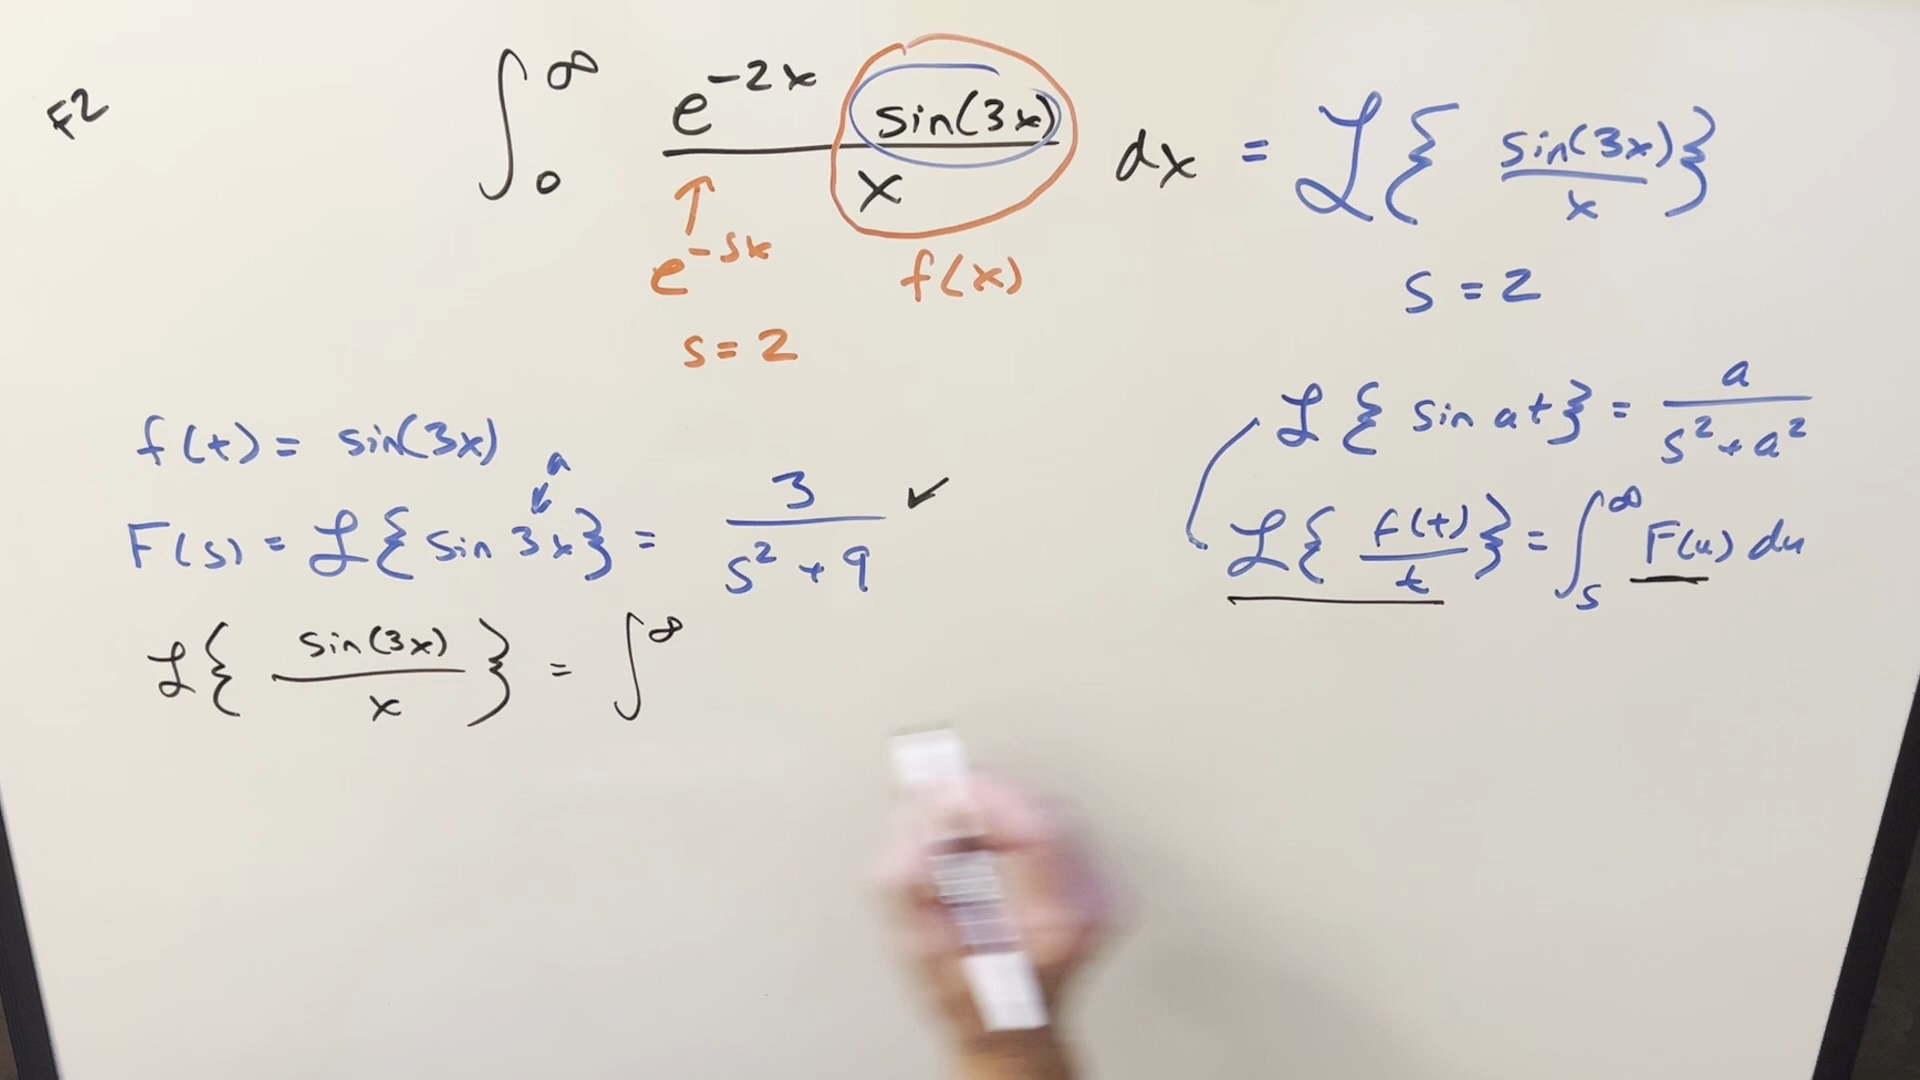 F2
∫₀^∞ e^{-2x} sin(3x) / x dx = ℒ{ sin(3x) / x }
↑
e^{-sx} f(x) s = 2
s = 2
ℒ{ sin at } = a / (s² + a²)
f(t) = sin(3x)
a
F(s) = ℒ{ sin 3x } = 3 / (s² + 9) ✓
ℒ{ f(t) / t } = ∫ₛ^∞ F(u) du
ℒ{ sin(3x) / x } = ∫^∞